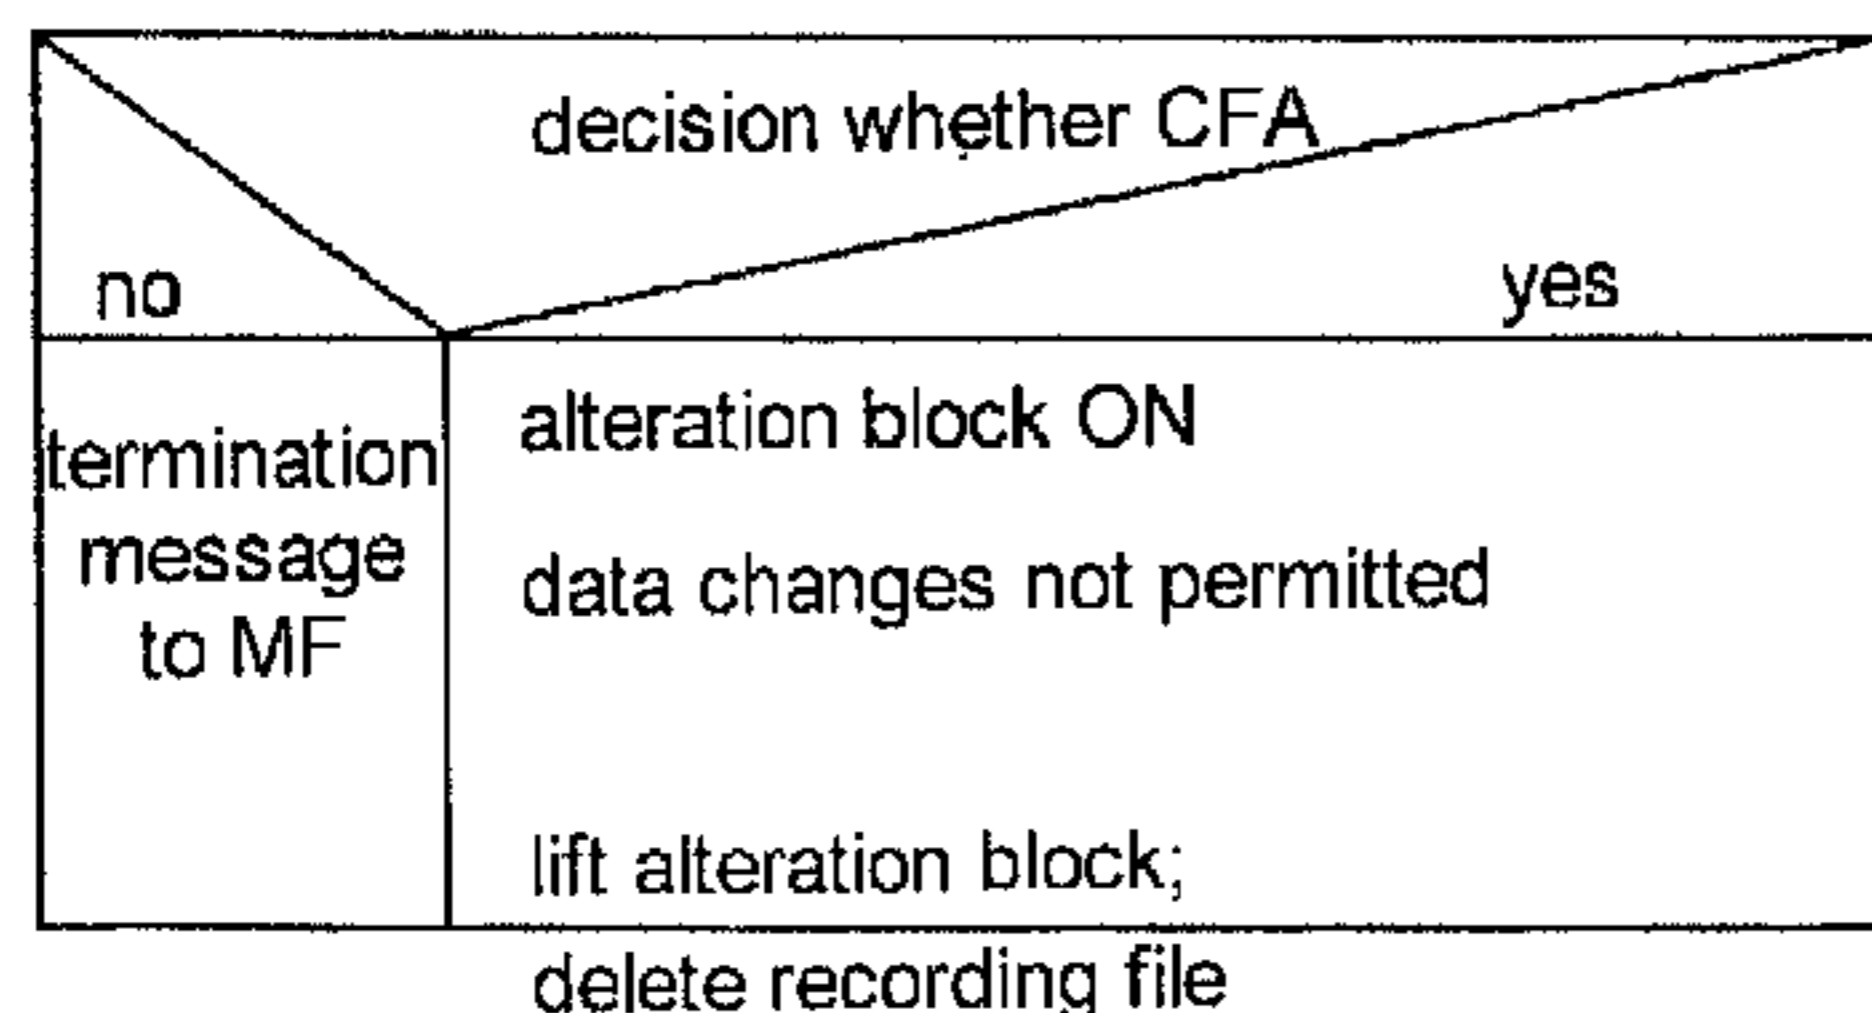 decision whether CFA
no
yes
termination
message
to MF
alteration block ON
data changes not permitted
lift alteration block;
delete recording file